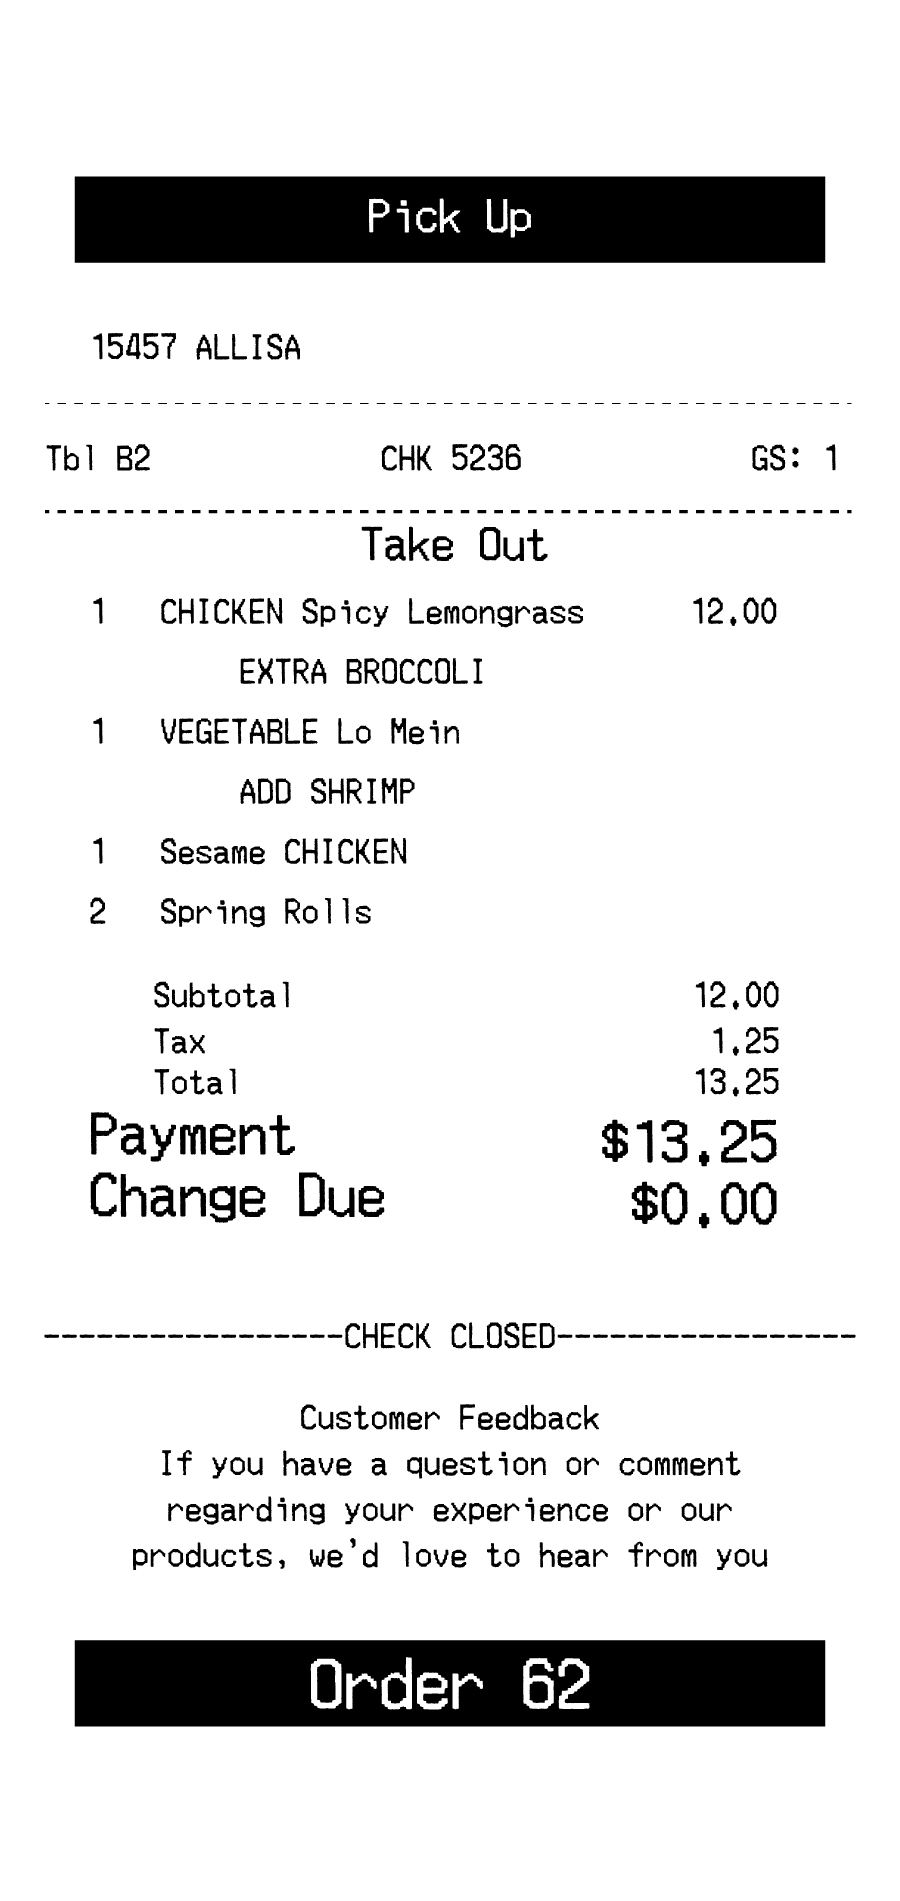 Pick Up
15457 ALLISA
Tbl B2 CHK 5236 GS: 1
Take Out
1 CHICKEN Spicy Lemongrass 12.00
EXTRA BROCCOLI
1 VEGETABLE Lo Mein
ADD SHRIMP
1 Sesame CHICKEN
2 Spring Rolls
Subtotal 12.00
Tax 1.25
Total 13.25
Payment $13.25
Change Due $0.00
-----------------CHECK CLOSED-----------------
Customer Feedback
If you have a question or comment
regarding your experience or our
products, we'd love to hear from you
Order 62